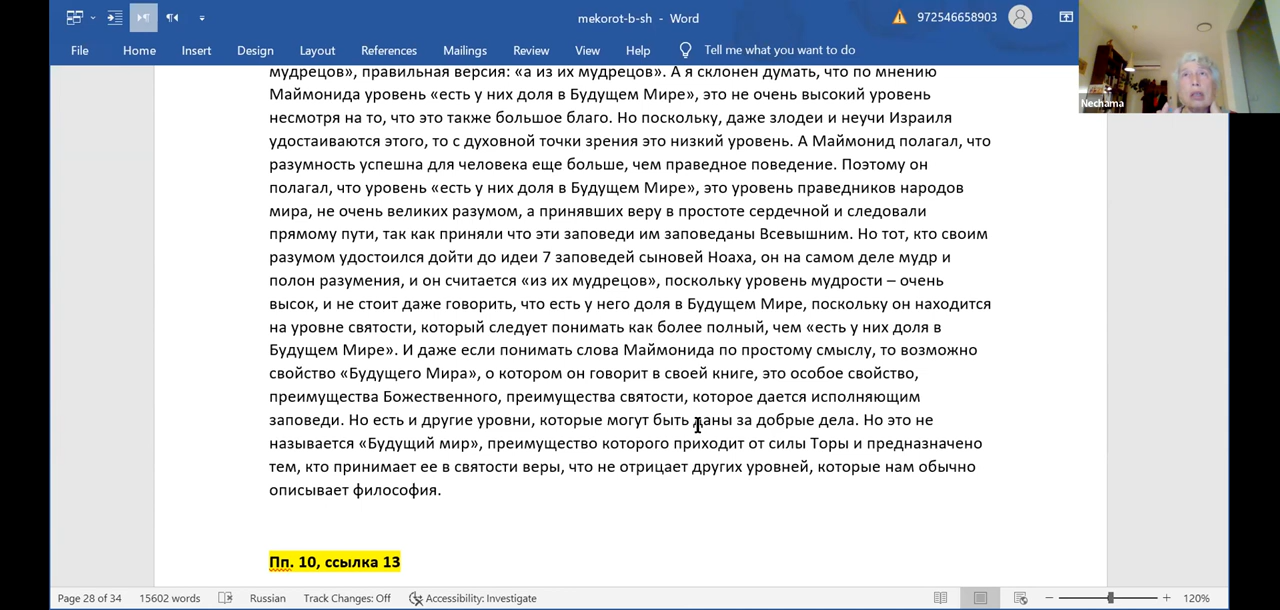 mekorot-b-sh - Word
972546658903
File Home Insert Design Layout References Mailings Review View Help Tell me what you want to do
Nechama
мудрецов», правильная версия: «а из их мудрецов». А я склонен думать, что по мнению
Маймонида уровень «есть у них доля в Будущем Мире», это не очень высокий уровень
несмотря на то, что это также большое благо. Но поскольку, даже злодеи и неучи Израиля
удостаиваются этого, то с духовной точки зрения это низкий уровень. А Маймонид полагал, что
разумность успешна для человека еще больше, чем праведное поведение. Поэтому он
полагал, что уровень «есть у них доля в Будущем Мире», это уровень праведников народов
мира, не очень великих разумом, а принявших веру в простоте сердечной и следовали
прямому пути, так как приняли что эти заповеди им заповеданы Всевышним. Но тот, кто своим
разумом удостоился дойти до идеи 7 заповедей сыновей Ноаха, он на самом деле мудр и
полон разумения, и он считается «из их мудрецов», поскольку уровень мудрости – очень
высок, и не стоит даже говорить, что есть у него доля в Будущем Мире, поскольку он находится
на уровне святости, который следует понимать как более полный, чем «есть у них доля в
Будущем Мире». И даже если понимать слова Маймонида по простому смыслу, то возможно
свойство «Будущего Мира», о котором он говорит в своей книге, это особое свойство,
преимущества Божественного, преимущества святости, которое дается исполняющим
заповеди. Но есть и другие уровни, которые могут быть даны за добрые дела. Но это не
называется «Будущий мир», преимущество которого приходит от силы Торы и предназначено
тем, кто принимает ее в святости веры, что не отрицает других уровней, которые нам обычно
описывает философия.
Пп. 10, ссылка 13
Page 28 of 34 15602 words Russian Track Changes: Off Accessibility: Investigate 120%